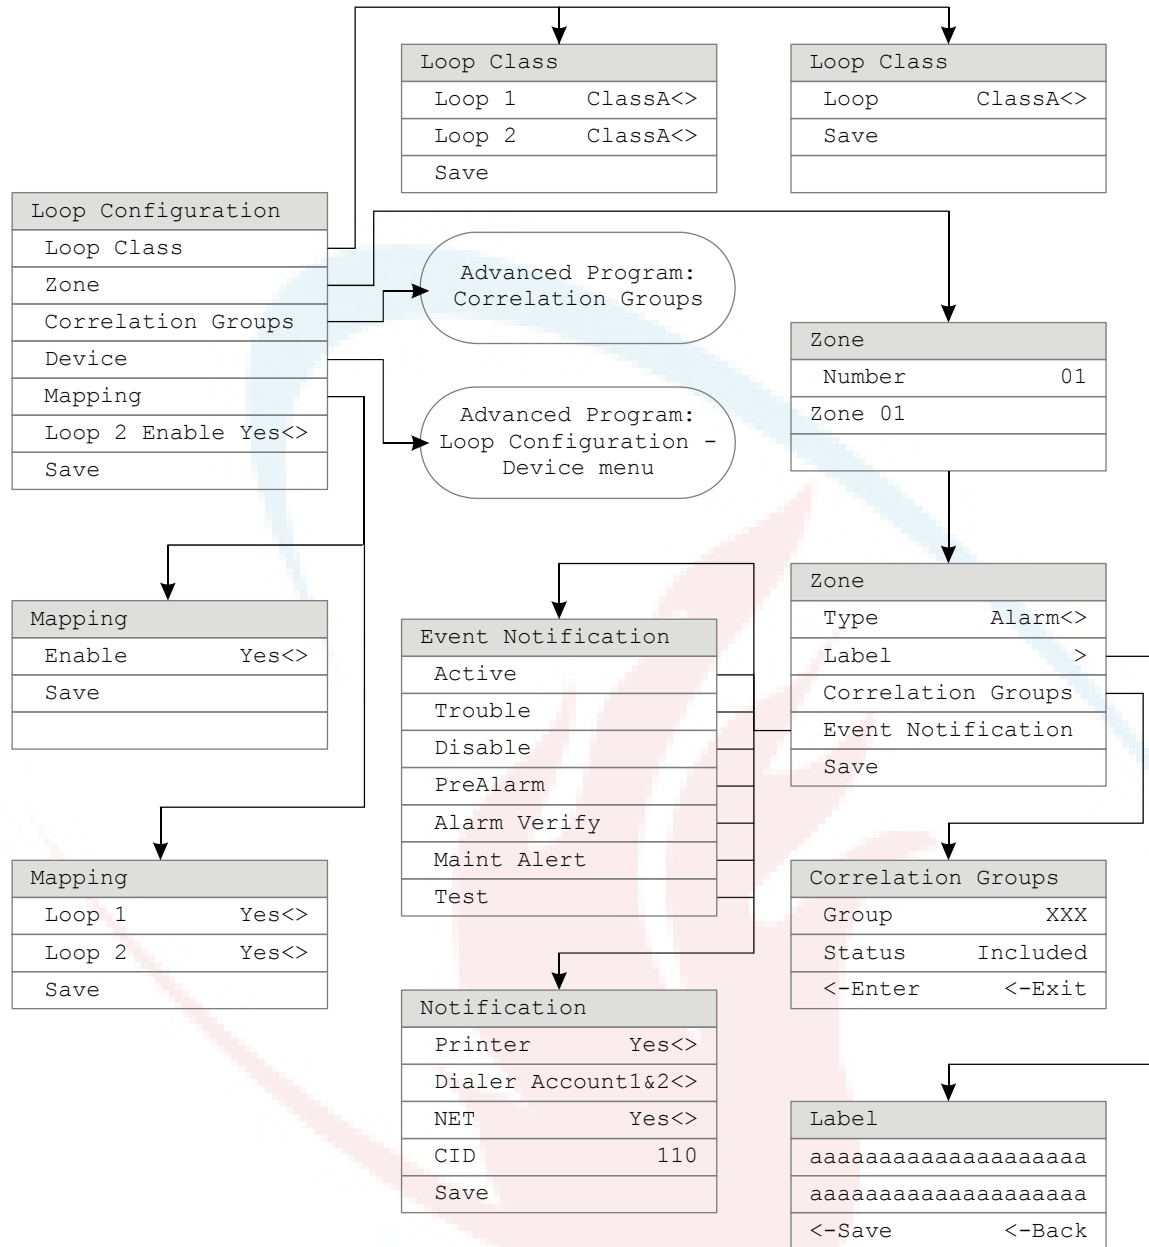 Loop Class
Loop 1 ClassA<>
Loop 2 ClassA<>
Save
Loop Class
Loop ClassA<>
Save
Loop Configuration
Loop Class
Zone
Correlation Groups
Device
Mapping
Loop 2 Enable Yes<>
Save
Advanced Program:
Correlation Groups
Advanced Program:
Loop Configuration -
Device menu
Zone
Number 01
Zone 01
Mapping
Enable Yes<>
Save
Event Notification
Active
Trouble
Disable
PreAlarm
Alarm Verify
Maint Alert
Test
Zone
Type Alarm<>
Label >
Correlation Groups
Event Notification
Save
Mapping
Loop 1 Yes<>
Loop 2 Yes<>
Save
Correlation Groups
Group XXX
Status Included
<-Enter <-Exit
Notification
Printer Yes<>
Dialer Account1&2<>
NET Yes<>
CID 110
Save
Label
aaaaaaaaaaaaaaaaaaaa
aaaaaaaaaaaaaaaaaaaa
<-Save <-Back